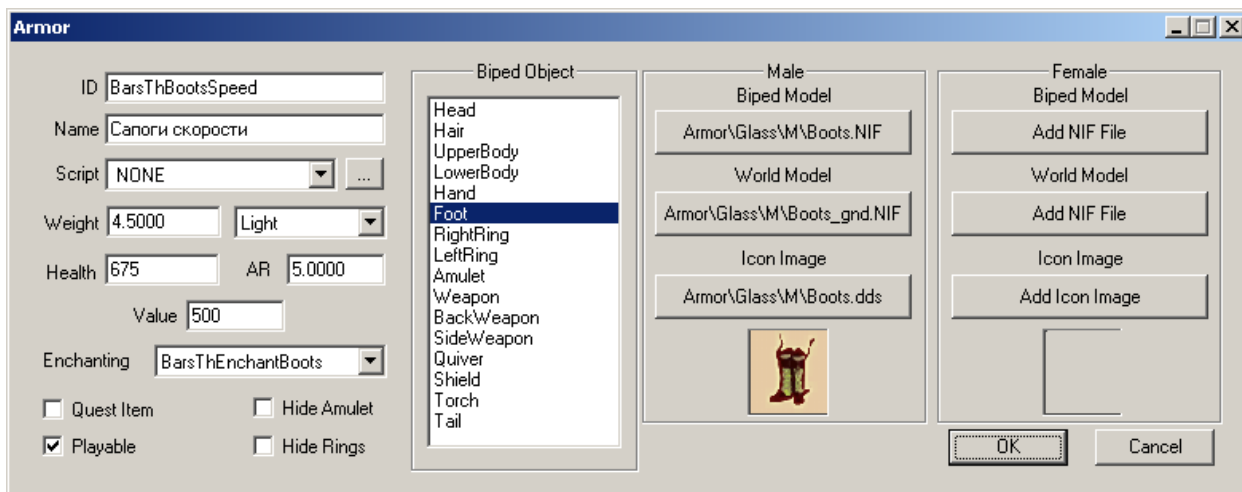 Armor
ID BarsThBootsSpeed
Name Сапоги скорости
Script NONE ...
Weight 4.5000 Light
Health 675 AR 5.0000
Value 500
Enchanting BarsThEnchantBoots
Quest Item Hide Amulet
Playable Hide Rings
Biped Object
Head
Hair
UpperBody
LowerBody
Hand
Foot
RightRing
LeftRing
Amulet
Weapon
BackWeapon
SideWeapon
Quiver
Shield
Torch
Tail
Male
Biped Model
Armor\Glass\M\Boots.NIF
World Model
Armor\Glass\M\Boots_gnd.NIF
Icon Image
Armor\Glass\M\Boots.dds
Female
Biped Model
Add NIF File
World Model
Add NIF File
Icon Image
Add Icon Image
OK Cancel